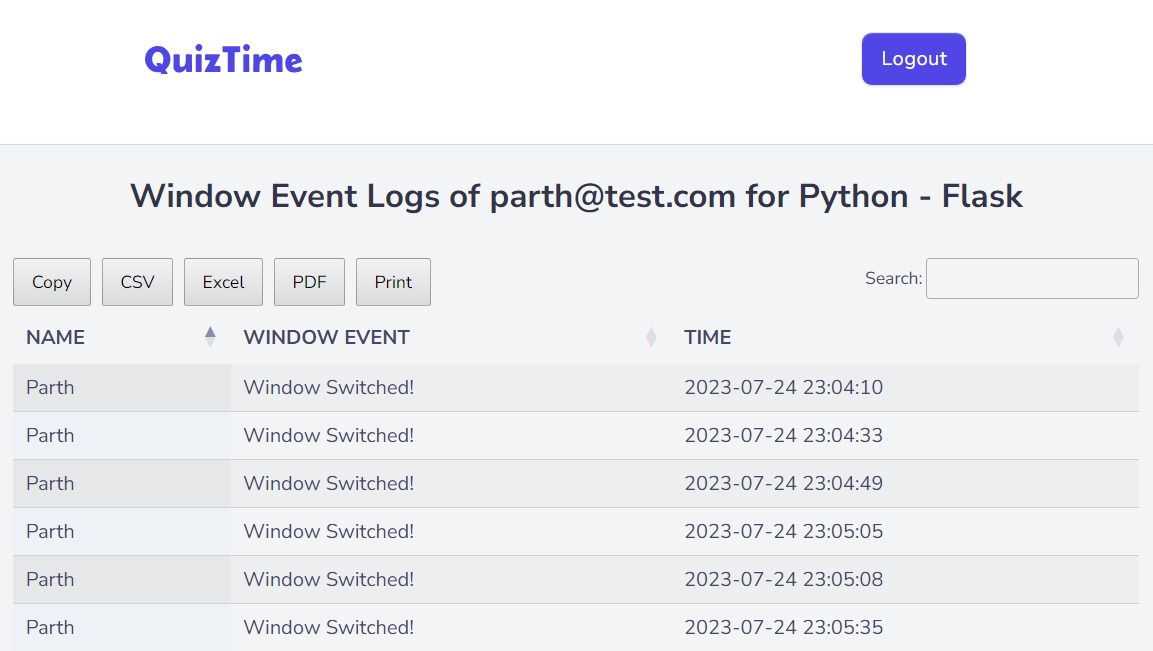 QuizTime
Logout
Window Event Logs of parth@test.com for Python - Flask
Copy CSV Excel PDF Print Search:
NAME WINDOW EVENT TIME
Parth Window Switched! 2023-07-24 23:04:10
Parth Window Switched! 2023-07-24 23:04:33
Parth Window Switched! 2023-07-24 23:04:49
Parth Window Switched! 2023-07-24 23:05:05
Parth Window Switched! 2023-07-24 23:05:08
Parth Window Switched! 2023-07-24 23:05:35